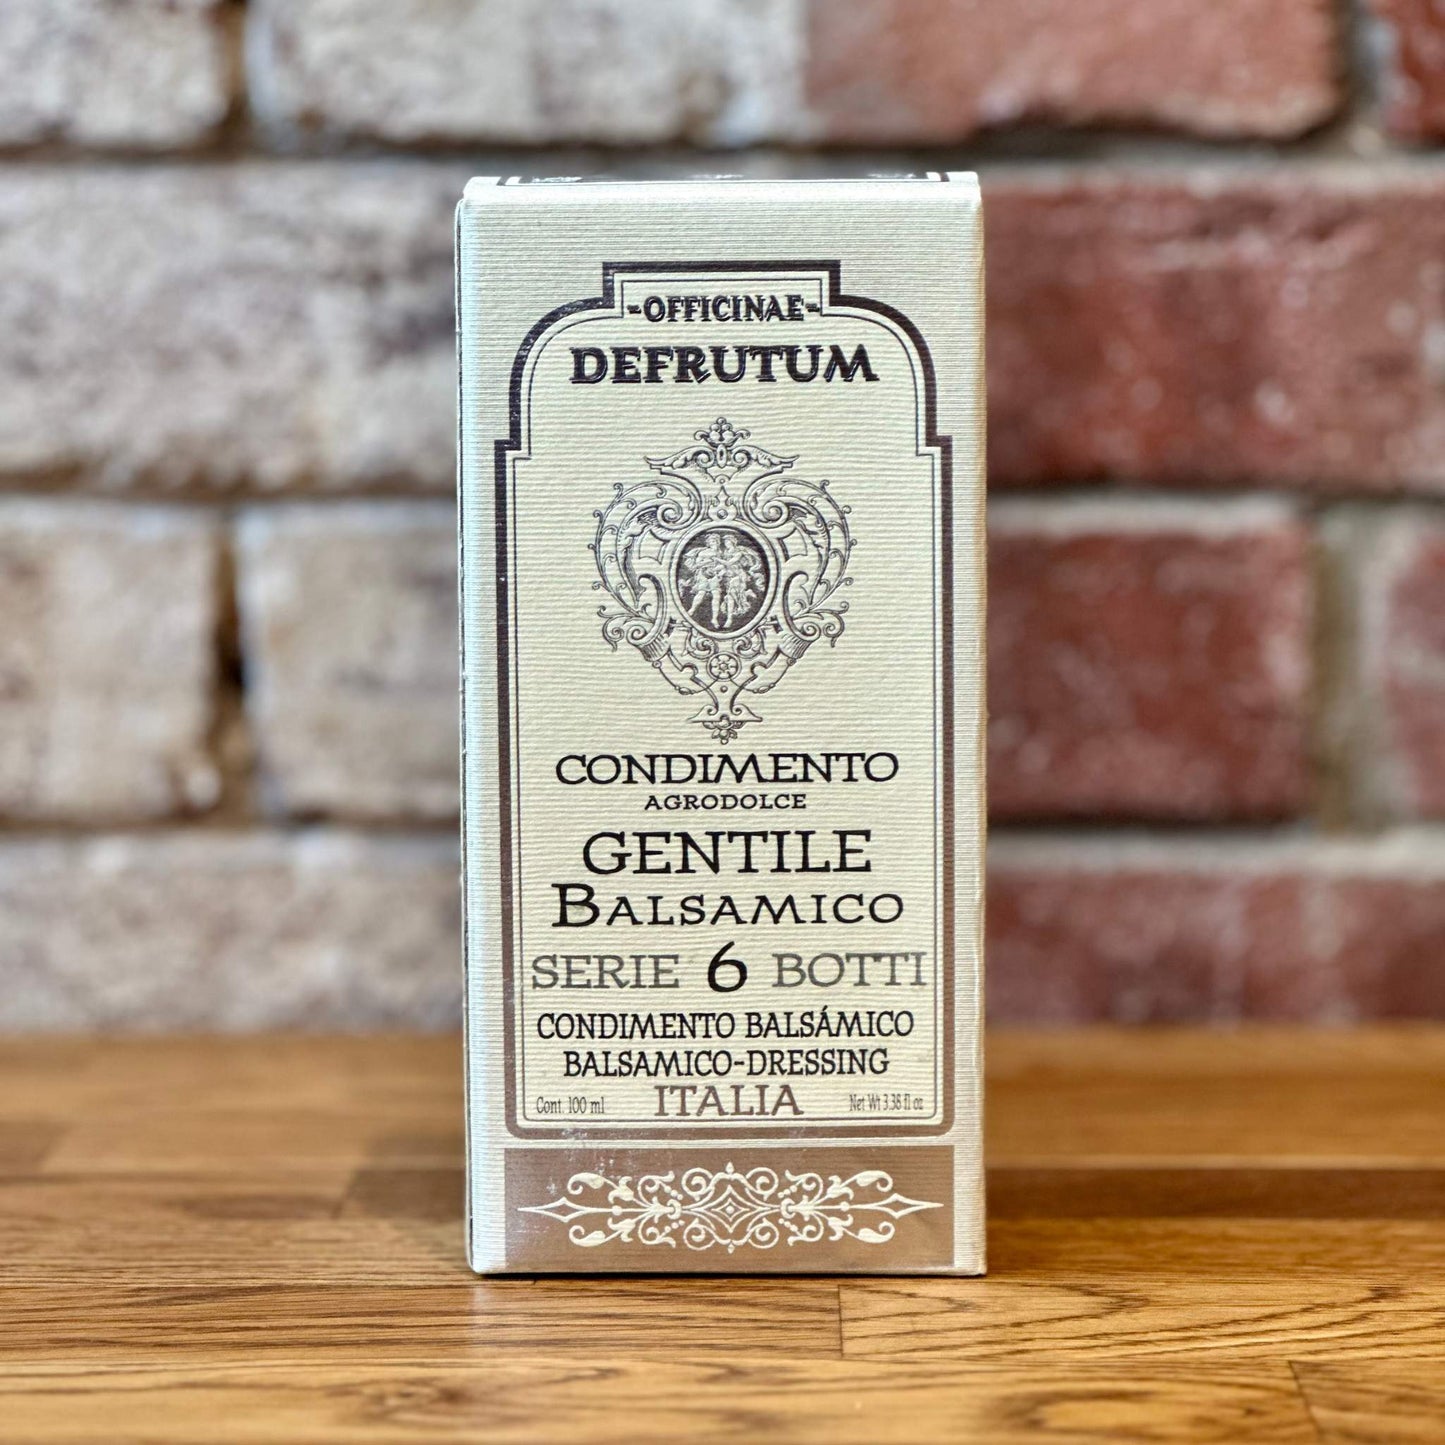 -OFFICINAE-
DEFRUTUM
CONDIMENTO
AGRODOLCE
GENTILE
BALSAMICO
SERIE 6 BOTTI
CONDIMENTO BALSÁMICO
BALSAMICO-DRESSING
Cont. 100 ml ITALIA Net Wt 3.38 fl oz